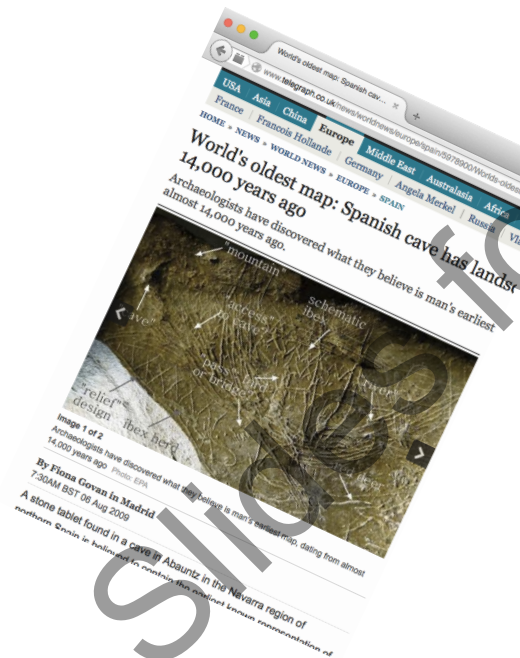 World's oldest map: Spanish cav...
www.telegraph.co.uk/news/worldnews/europe/spain/5978900/Worlds-oldes
USA Asia China Europe Middle East Australasia Africa
France Francois Hollande Germany Angela Merkel Russia
HOME » NEWS » WORLD NEWS » EUROPE » SPAIN
World's oldest map: Spanish cave has lands
14,000 years ago
Archaeologists have discovered what they believe is man's earliest
almost 14,000 years ago.
"mountain"
schematic
ibex
"access"
"river"
"relief"
design
ibex herd
Image 1 of 2
Archaeologists have discovered what they believe is man's earliest map, dating from almost
14,000 years ago Photo: EPA
By Fiona Govan in Madrid
7:30AM BST 06 Aug 2009
A stone tablet found in a cave in Abauntz in the Navarra region of
northern Spain is believed to contain the earliest known representation of
Slides fo